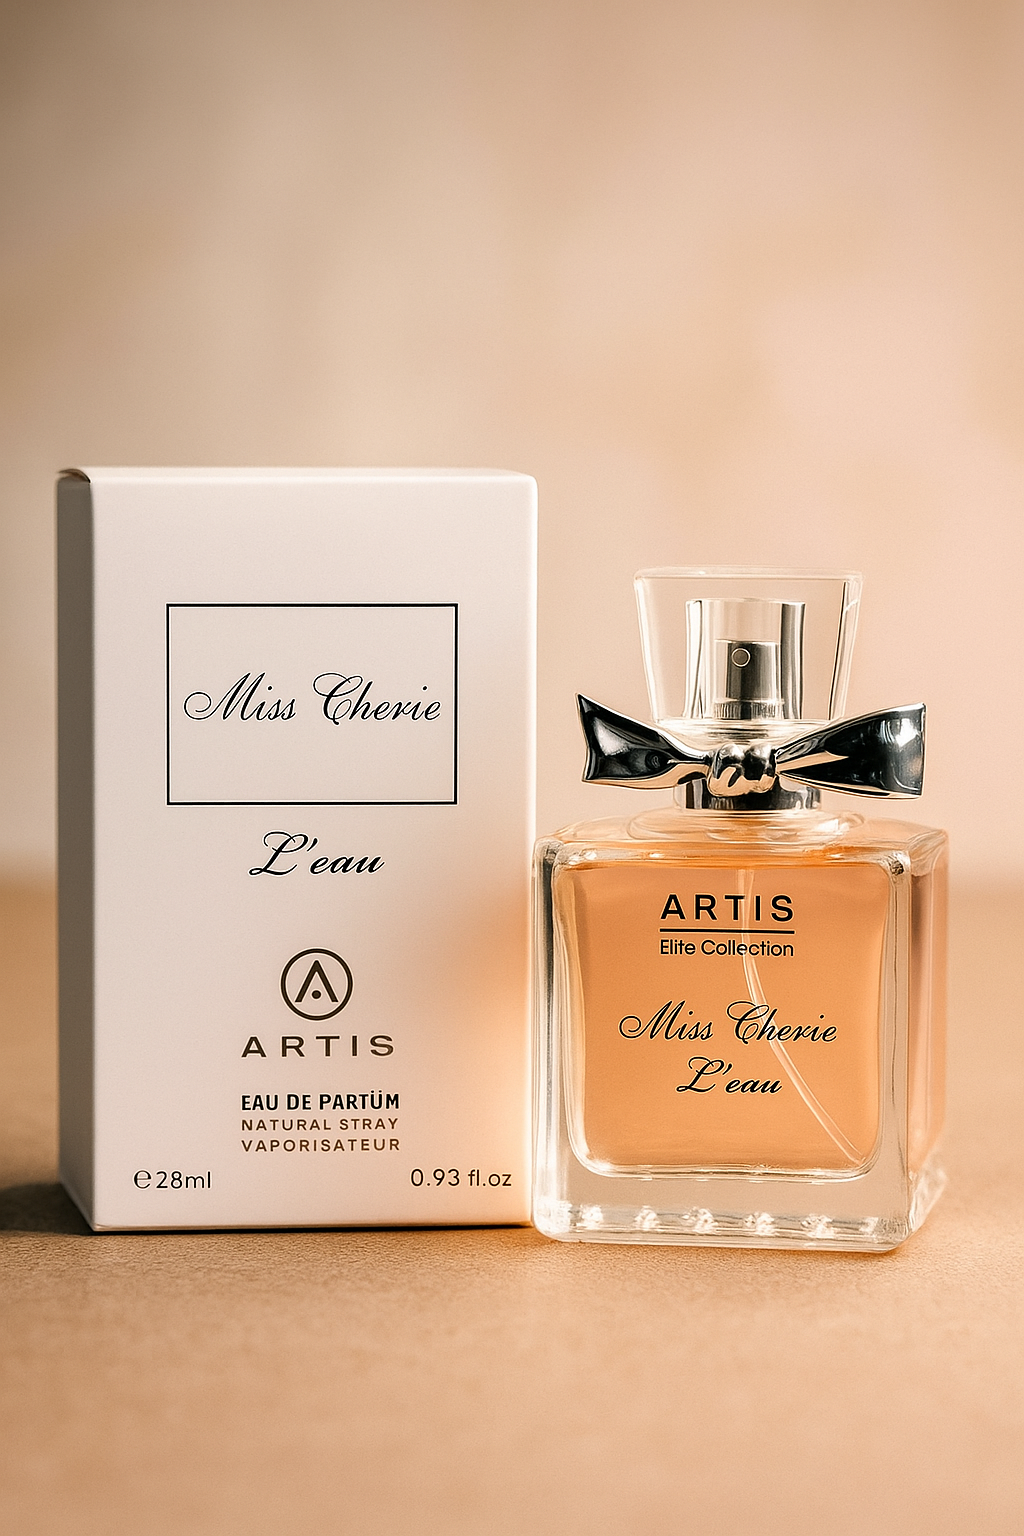 Miss Cherie
L'eau
ARTIS
EAU DE PARTÜM
NATURAL STRAY
VAPORISATEUR
℮28ml
0.93 fl.oz
ARTIS
Elite Collection
Miss Cherie
L'eau